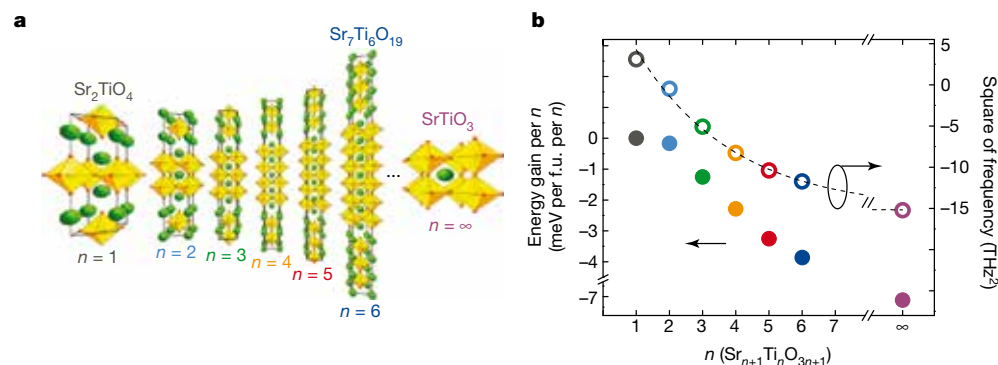 a
Sr₂TiO₄
n = 1
n = 2
n = 3
n = 4
n = 5
Sr₇Ti₆O₁₉
n = 6
...
SrTiO₃
n = ∞
b
Energy gain per n
(meV per f.u. per n)
0
−1
−2
−3
−4
−7
1 2 3 4 5 6 7 ∞
n (Srₙ₊₁TiₙO₃ₙ₊₁)
5
0
−5
−10
−15
Square of frequency (THz²)